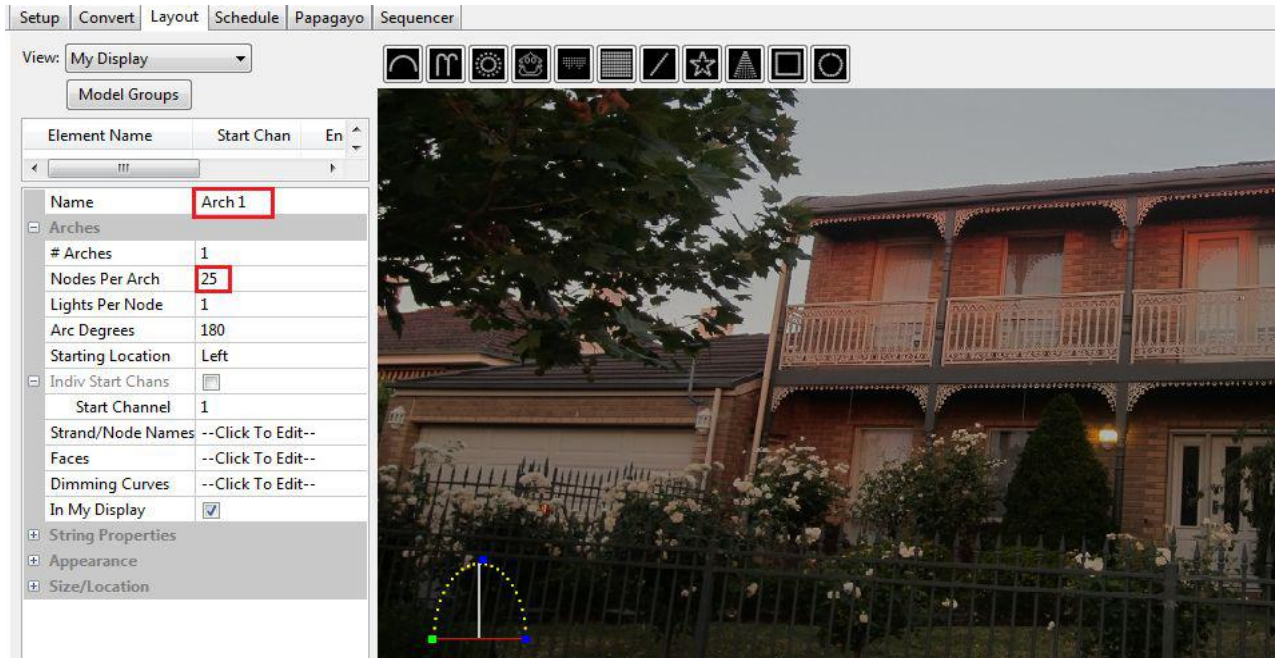 Setup Convert Layout Schedule Papagayo Sequencer
View: My Display
Model Groups
Element Name Start Chan En
Name Arch 1
Arches
# Arches 1
Nodes Per Arch 25
Lights Per Node 1
Arc Degrees 180
Starting Location Left
Indiv Start Chans
Start Channel 1
Strand/Node Names --Click To Edit--
Faces --Click To Edit--
Dimming Curves --Click To Edit--
In My Display
String Properties
Appearance
Size/Location